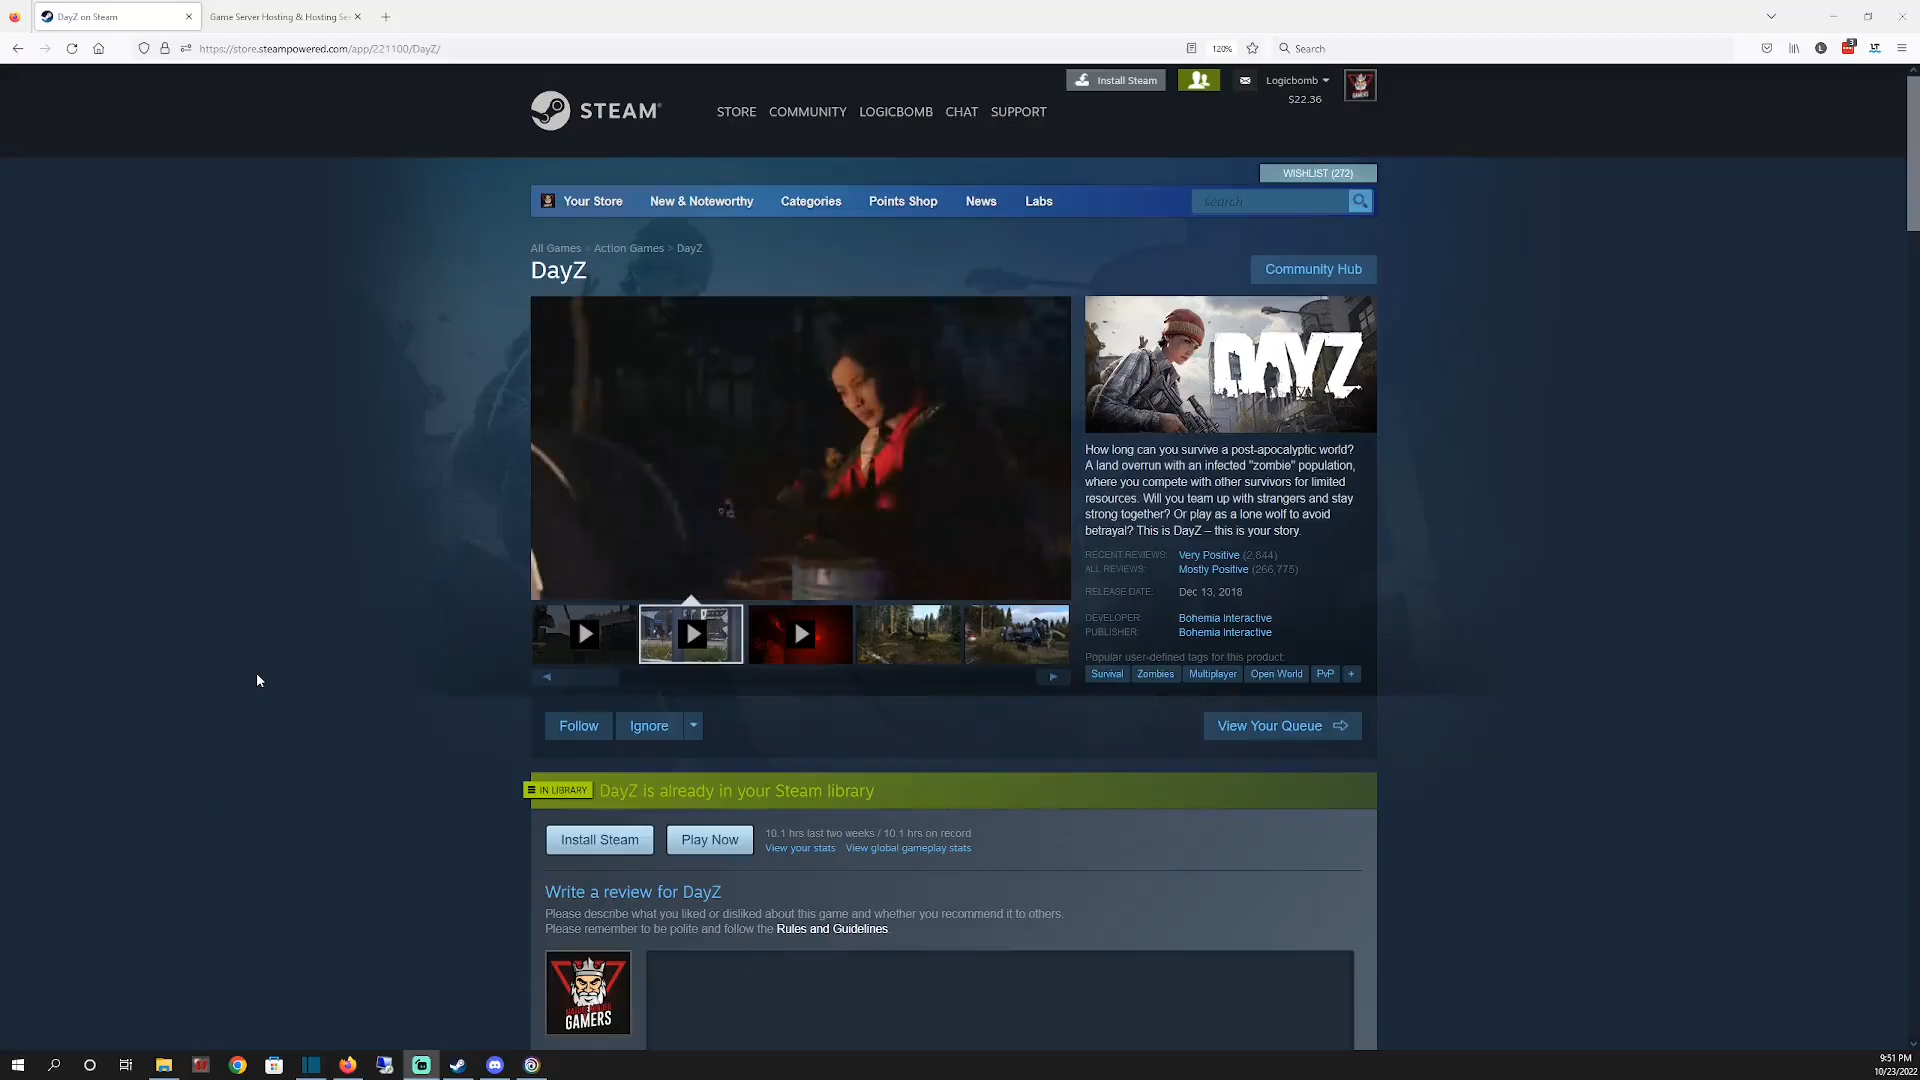 DayZ on Steam
Game Server Hosting & Hosting Ser
https://store.steampowered.com/app/221100/DayZ/
120%
Search
3
Install Steam
Logicbomb
$22.36
STEAM
STORE COMMUNITY LOGICBOMB CHAT SUPPORT
WISHLIST (272)
Your Store New & Noteworthy Categories Points Shop News Labs
search
All Games > Action Games > DayZ
DayZ
Community Hub
DAYZ
How long can you survive a post-apocalyptic world?
A land overrun with an infected "zombie" population,
where you compete with other survivors for limited
resources. Will you team up with strangers and stay
strong together? Or play as a lone wolf to avoid
betrayal? This is DayZ – this is your story.
RECENT REVIEWS: Very Positive (2,844)
ALL REVIEWS: Mostly Positive (266,775)
RELEASE DATE: Dec 13, 2018
DEVELOPER: Bohemia Interactive
PUBLISHER: Bohemia Interactive
Popular user-defined tags for this product:
Survival Zombies Multiplayer Open World PvP +
Follow Ignore
View Your Queue
IN LIBRARY DayZ is already in your Steam library
Install Steam Play Now
10.1 hrs last two weeks / 10.1 hrs on record
View your stats View global gameplay stats
Write a review for DayZ
Please describe what you liked or disliked about this game and whether you recommend it to others.
Please remember to be polite and follow the Rules and Guidelines
GAMERS
9:51 PM
10/23/2022